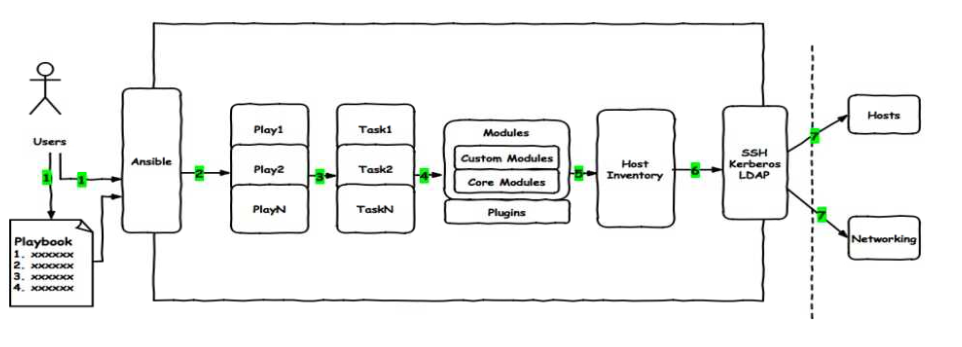 Users
1
1
Playbook
1. xxxxxx
2. xxxxxx
3. xxxxxx
4. xxxxxx
Ansible
2
Play1
Play2
PlayN
3
Task1
Task2
TaskN
4
Modules
Custom Modules
Core Modules
Plugins
5
Host
Inventory
6
SSH
Kerberos
LDAP
7
Hosts
7
Networking